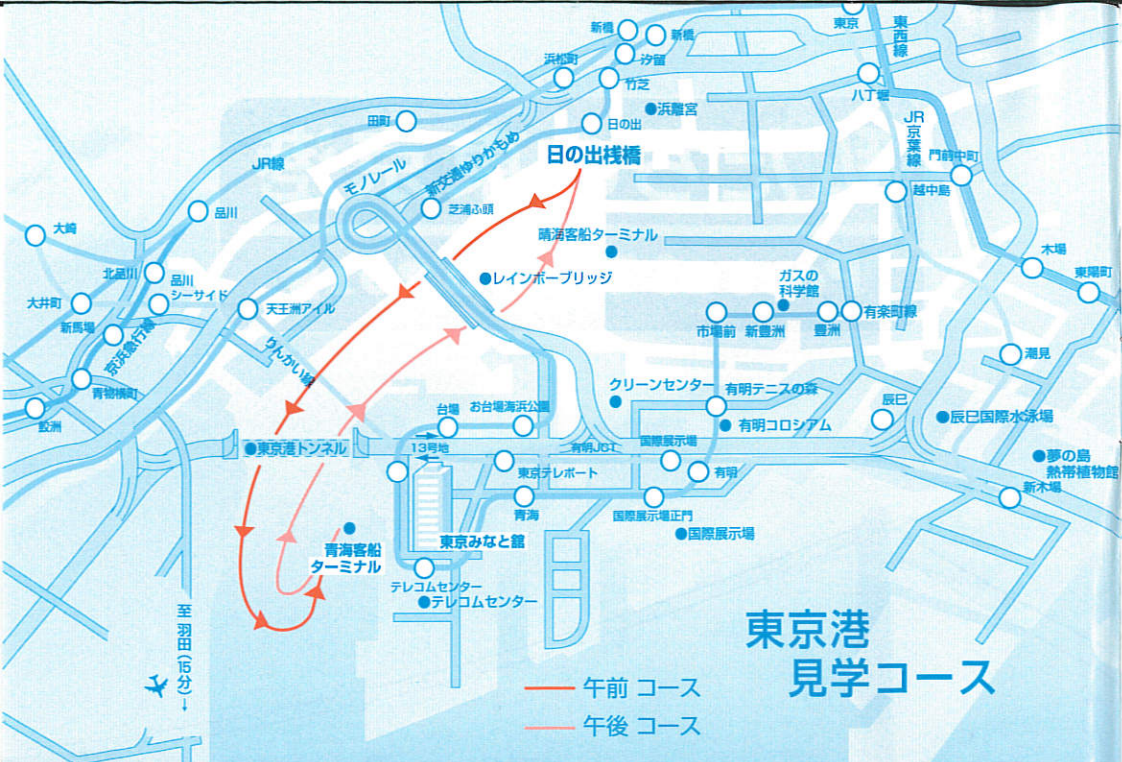 東京
東西線
新橋
新橋
汐留
浜松町
竹芝
八丁堀
●浜離宮
田町
日の出
JR京葉線
日の出桟橋
門前中町
JR線
モノレール
新交通ゆりかもめ
越中島
品川
芝浦ふ頭
大崎
晴海客船ターミナル
●
木場
北品川
品川
シーサイド
●レインボーブリッジ
ガスの
科学館
東陽町
大井町
新馬場
天王洲アイル
市場前
新豊洲
豊洲
有楽町線
京浜急行線
りんかい線
潮見
青物横町
クリーンセンター
有明テニスの森
鮫洲
台場
お台場海浜公園
辰巳
●辰巳国際水泳場
●有明コロシアム
●東京港トンネル
13号地
有明JCT
国際展示場
●夢の島
熱帯植物館
東京テレポート
有明
新木場
青海
国際展示場正門
●国際展示場
青海客船
ターミナル
東京みなと館
テレコムセンター
●テレコムセンター
至 羽田(15分)→
東京港
見学コース
午前 コース
午後 コース